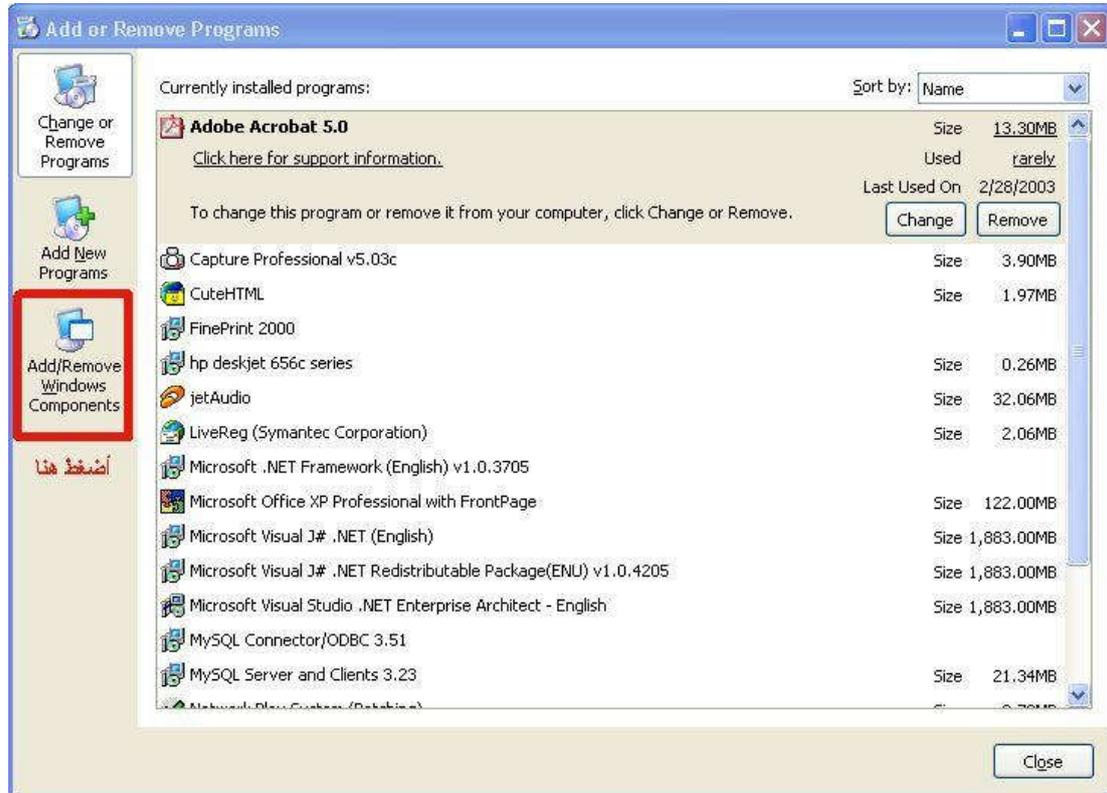 Add or Remove Programs
Change or
Remove
Programs
Add New
Programs
Add/Remove
Windows
Components
أضغط هنا
Currently installed programs:
Sort by: Name
Adobe Acrobat 5.0 Size 13.30MB
Click here for support information. Used rarely
Last Used On 2/28/2003
To change this program or remove it from your computer, click Change or Remove. Change Remove
Capture Professional v5.03c Size 3.90MB
CuteHTML Size 1.97MB
FinePrint 2000
hp deskjet 656c series Size 0.26MB
jetAudio Size 32.06MB
LiveReg (Symantec Corporation) Size 2.06MB
Microsoft .NET Framework (English) v1.0.3705
Microsoft Office XP Professional with FrontPage Size 122.00MB
Microsoft Visual J# .NET (English) Size 1,883.00MB
Microsoft Visual J# .NET Redistributable Package(ENU) v1.0.4205 Size 1,883.00MB
Microsoft Visual Studio .NET Enterprise Architect - English Size 1,883.00MB
MySQL Connector/ODBC 3.51
MySQL Server and Clients 3.23 Size 21.34MB
Network Play System (Patching)
Close